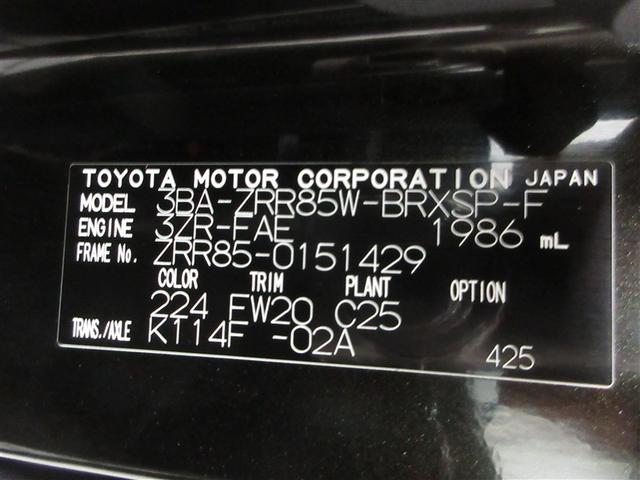 TOYOTA MOTOR CORPORATION JAPAN
MODEL 3BA-ZRR85W-BRXSP-F
ENGINE 3ZR-FAE 1986 mL
FRAME No. ZRR85-0151429
COLOR TRIM PLANT OPTION
224 FW20 C25
TRANS./AXLE K114F -02A
425